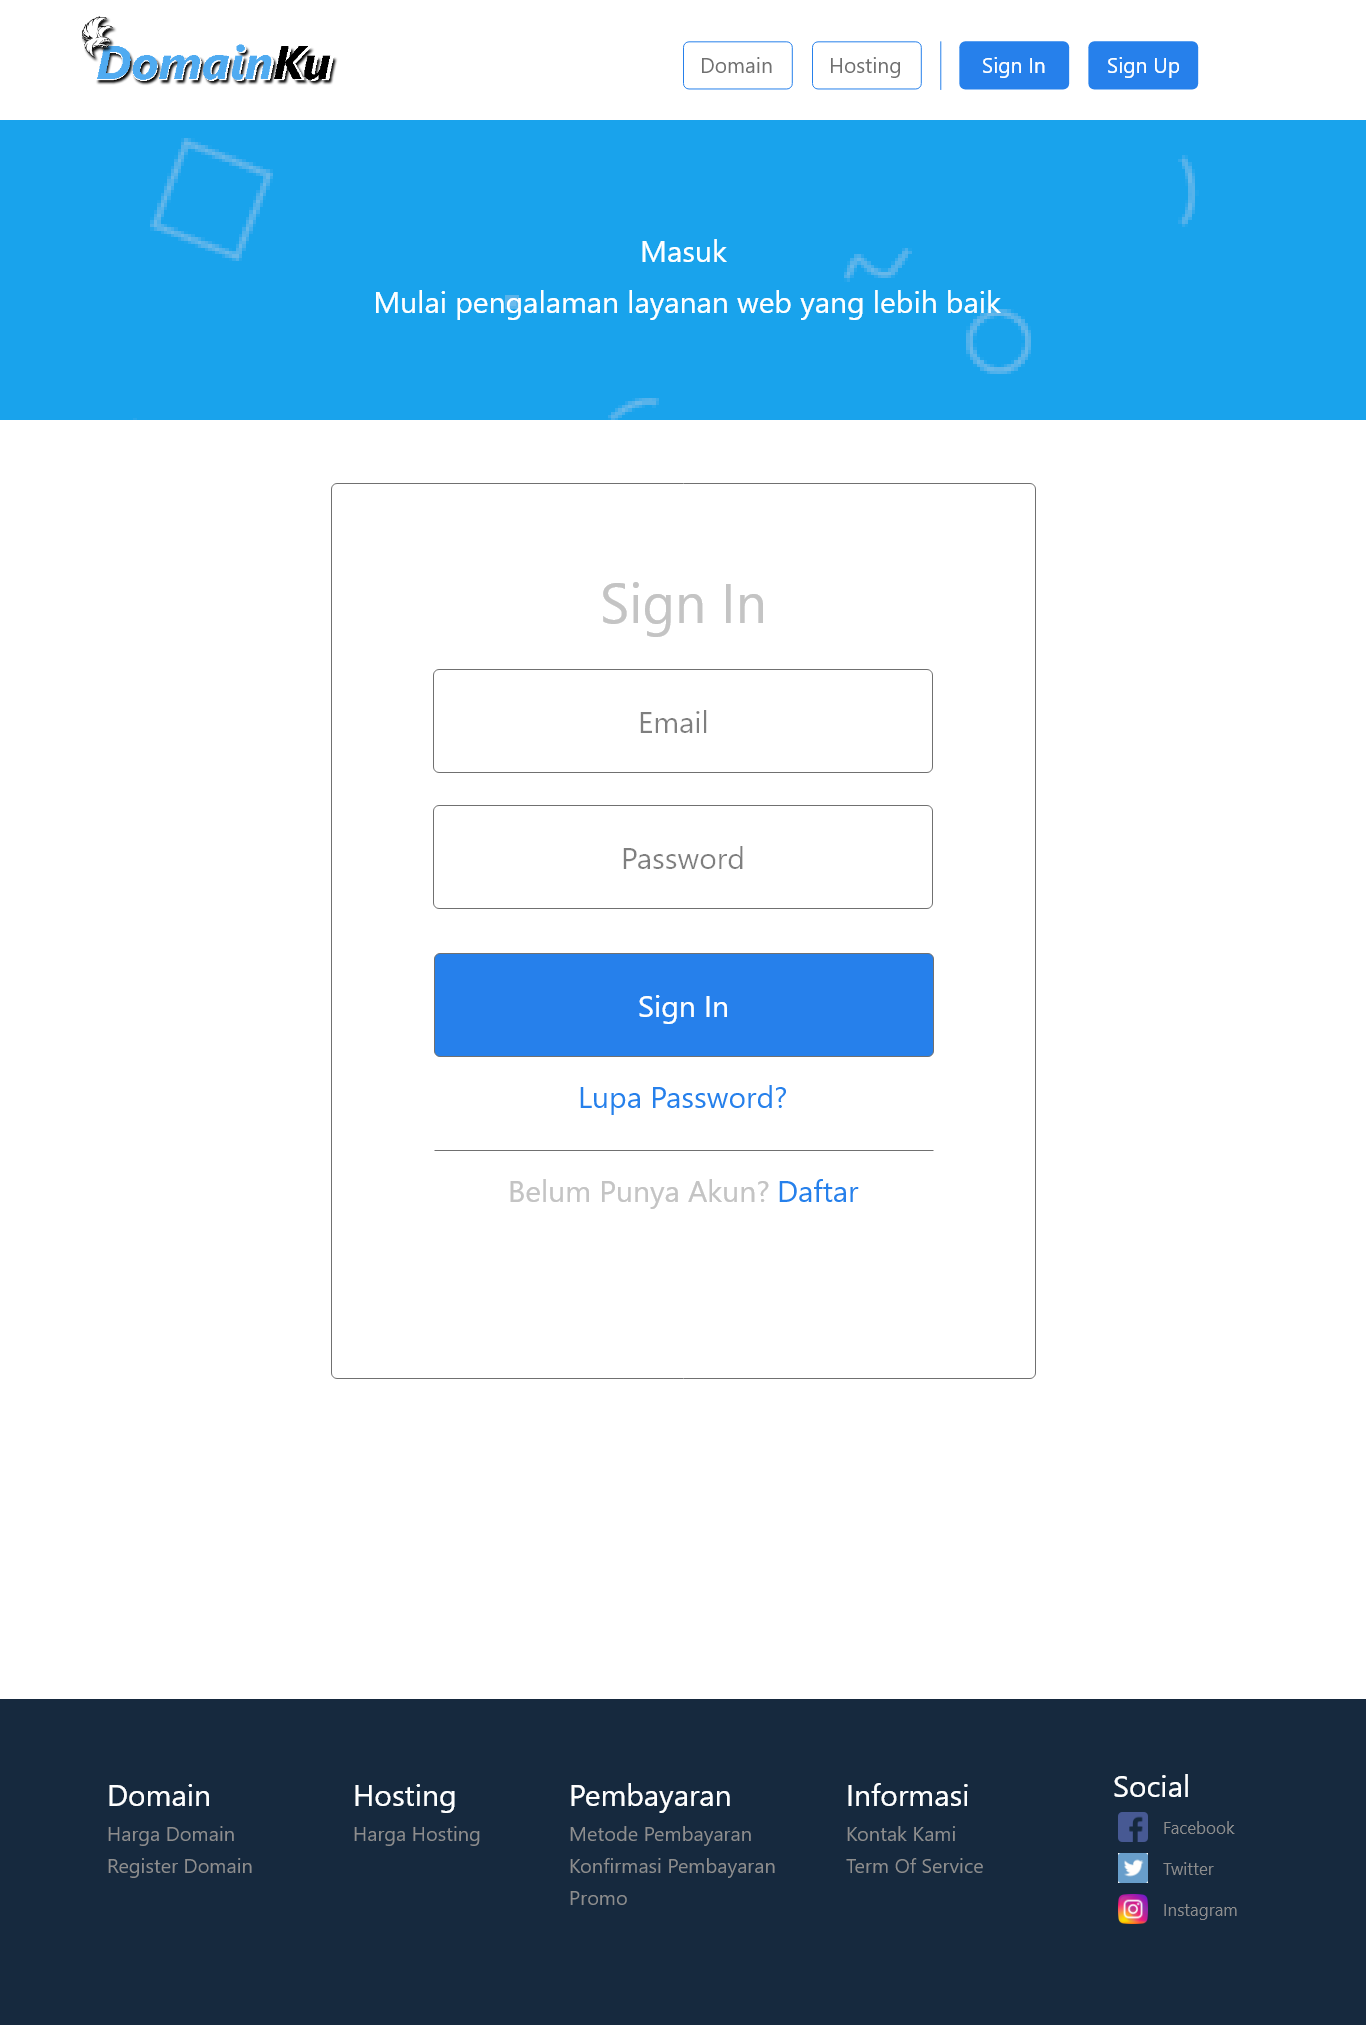 DomainKu
Domain
Hosting
Sign In
Sign Up
Masuk
Mulai pengalaman layanan web yang lebih baik
Sign In
Email
Password
Sign In
Lupa Password?
Belum Punya Akun? Daftar
Domain
Harga Domain
Register Domain
Hosting
Harga Hosting
Pembayaran
Metode Pembayaran
Konfirmasi Pembayaran
Promo
Informasi
Kontak Kami
Term Of Service
Social
Facebook
Twitter
Instagram